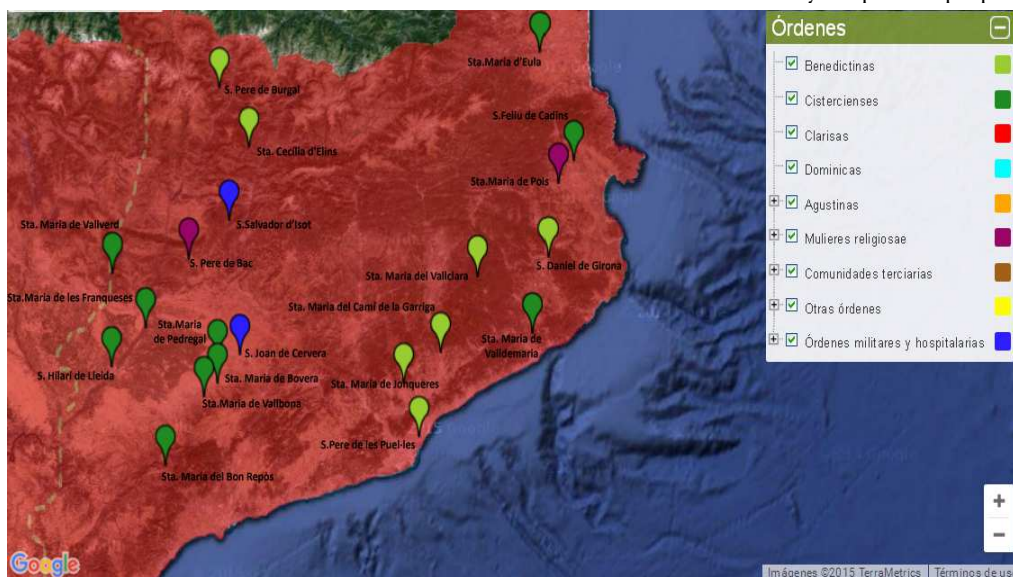 Sta.Maria d'Eula
S. Pere de Burgal
S.Feliu de Cadins
Sta. Cecília d'Elins
Sta.Maria de Pois
S.Salvador d'Isot
Sta. Maria de Vallverd
S. Pere de Bac
S. Daniel de Girona
Sta. Maria del Vallclara
Sta.Maria de les Franqueses
Sta. Maria del Camí de la Garriga
Sta.Maria
de Pedregal
Sta. Maria de
Valldemaria
S. Joan de Cervera
S. Hilari de Lleida
Sta. Maria de Bovera
Sta. Maria de Jonqueres
Sta.Maria de Vallbona
S.Pere de les Puel·les
Sta. Maria del Bon Repòs
Google
Órdenes
Benedictinas
Cistercienses
Clarisas
Dominicas
Agustinas
Mulieres religiosae
Comunidades terciarias
Otras órdenes
Órdenes militares y hospitalarias
Imágenes ©2015 TerraMetrics
Términos de uso